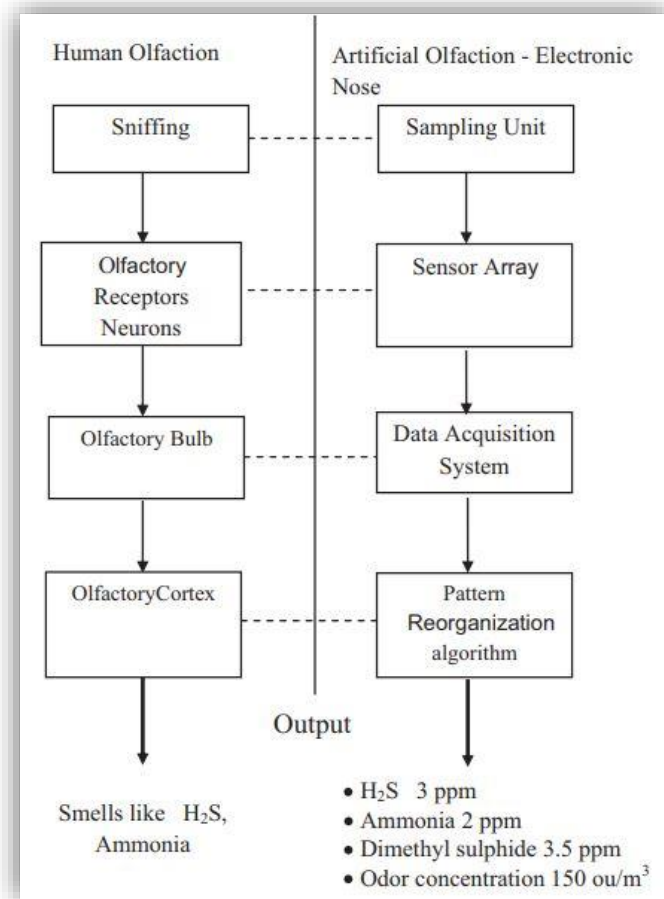 Human Olfaction
Artificial Olfaction - Electronic
Nose
Sniffing
Sampling Unit
Olfactory
Receptors
Neurons
Sensor Array
Olfactory Bulb
Data Acquisition
System
OlfactoryCortex
Pattern
Reorganization
algorithm
Output
Smells like H₂S,
Ammonia
• H₂S 3 ppm
• Ammonia 2 ppm
• Dimethyl sulphide 3.5 ppm
• Odor concentration 150 ou/m³